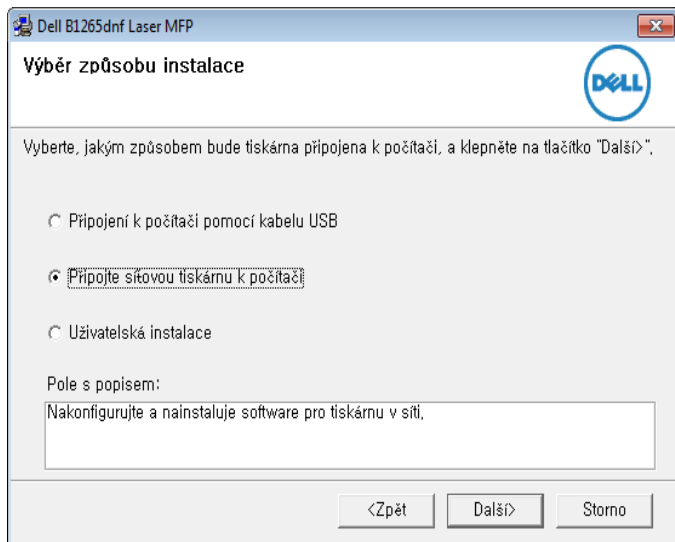 Dell B1265dnf Laser MFP
Výběr způsobu instalace
DELL
Vyberte, jakým způsobem bude tiskárna připojena k počítači, a klepněte na tlačítko "Další>".
Připojení k počítači pomocí kabelu USB
Připojte síťovou tiskárnu k počítači
Uživatelská instalace
Pole s popisem:
Nakonfigurujte a nainstaluje software pro tiskárnu v síti.
<Zpět
Další>
Storno